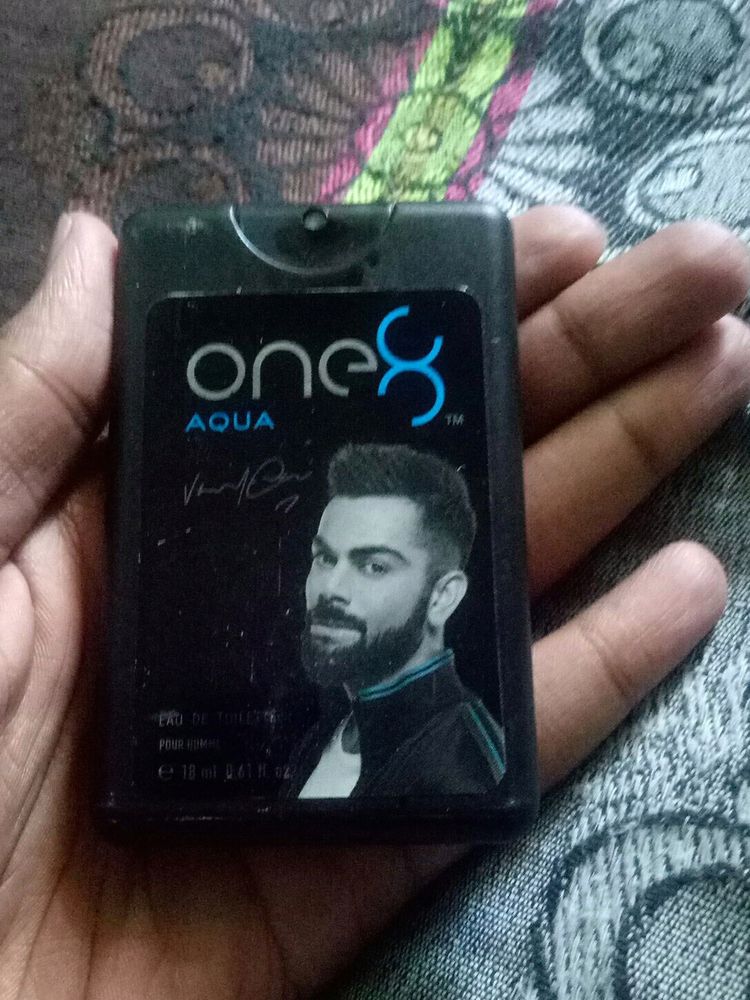 one8
AQUA
TM
EAU DE TOILETTE
POUR HOMME
e 18 ml 0.61 fl. oz